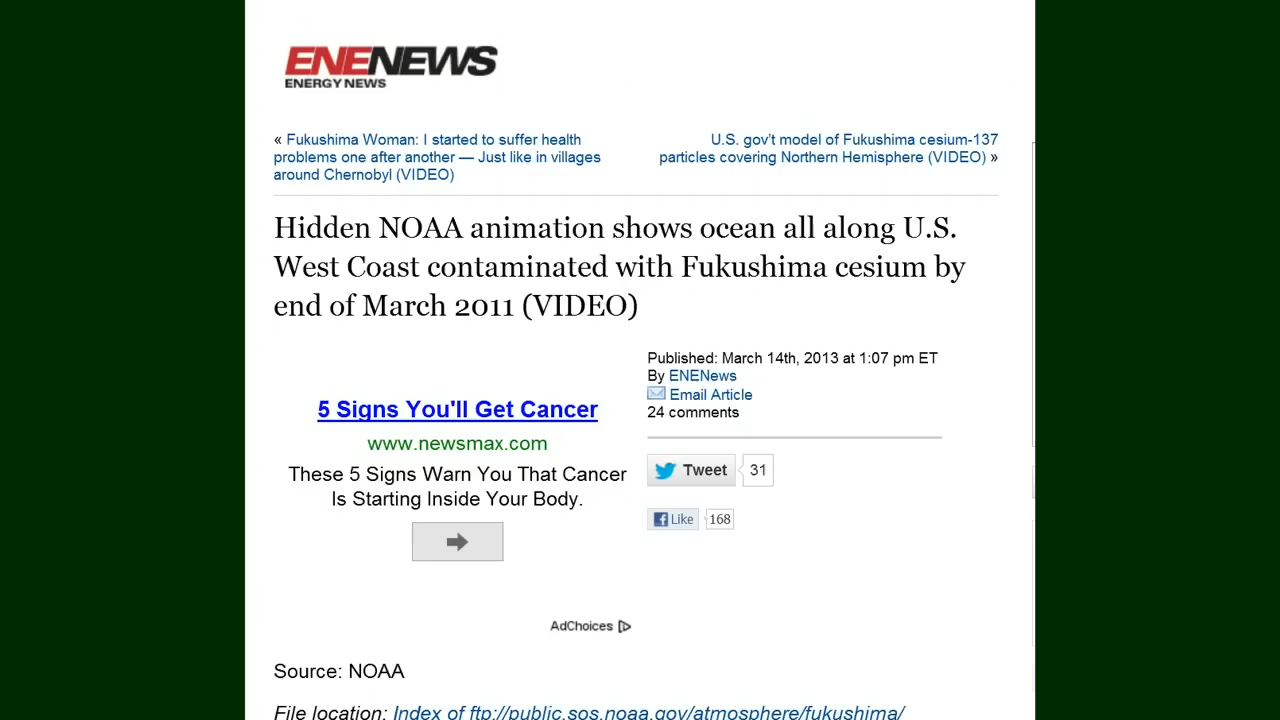 ENENEWS
ENERGY NEWS
« Fukushima Woman: I started to suffer health
problems one after another — Just like in villages
around Chernobyl (VIDEO)
U.S. gov't model of Fukushima cesium-137
particles covering Northern Hemisphere (VIDEO) »
Hidden NOAA animation shows ocean all along U.S.
West Coast contaminated with Fukushima cesium by
end of March 2011 (VIDEO)
Published: March 14th, 2013 at 1:07 pm ET
By ENENews
Email Article
24 comments
5 Signs You'll Get Cancer
www.newsmax.com
These 5 Signs Warn You That Cancer
Is Starting Inside Your Body.
Tweet 31
Like 168
AdChoices
Source: NOAA
File location: Index of ftp://public.sos.noaa.gov/atmosphere/fukushima/